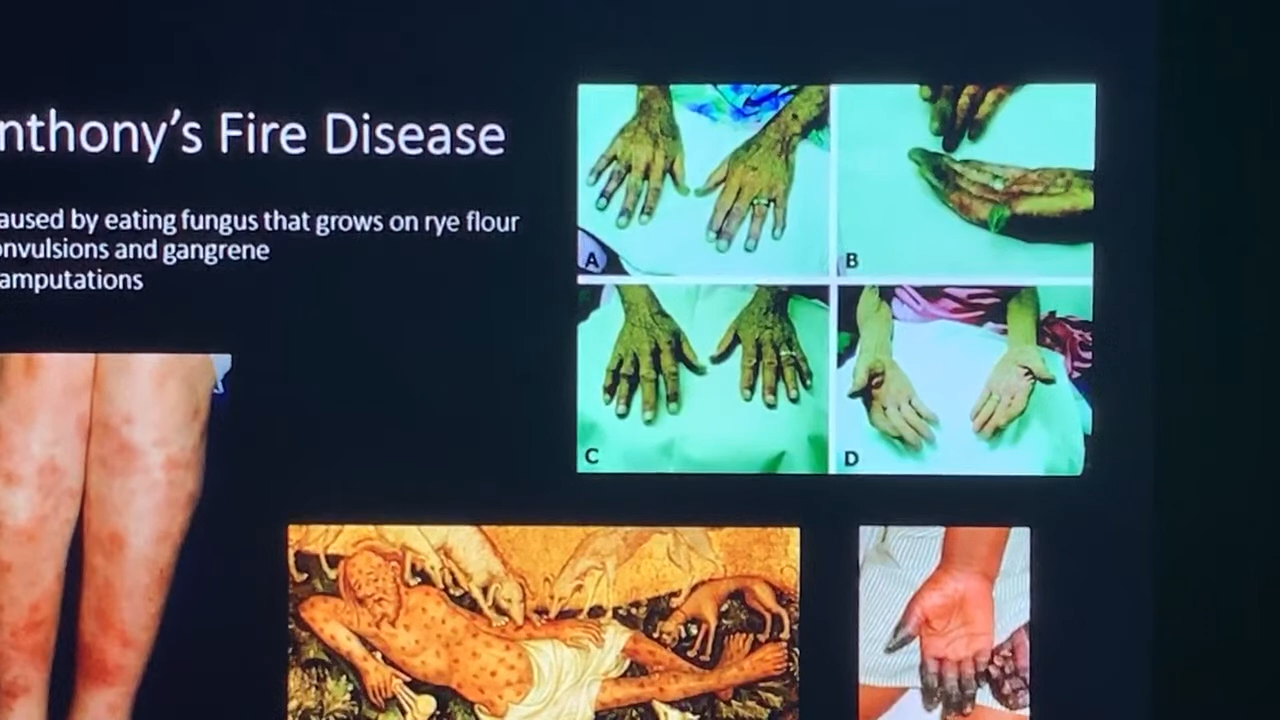 nthony's Fire Disease
aused by eating fungus that grows on rye flour
onvulsions and gangrene
amputations
A
B
C
D